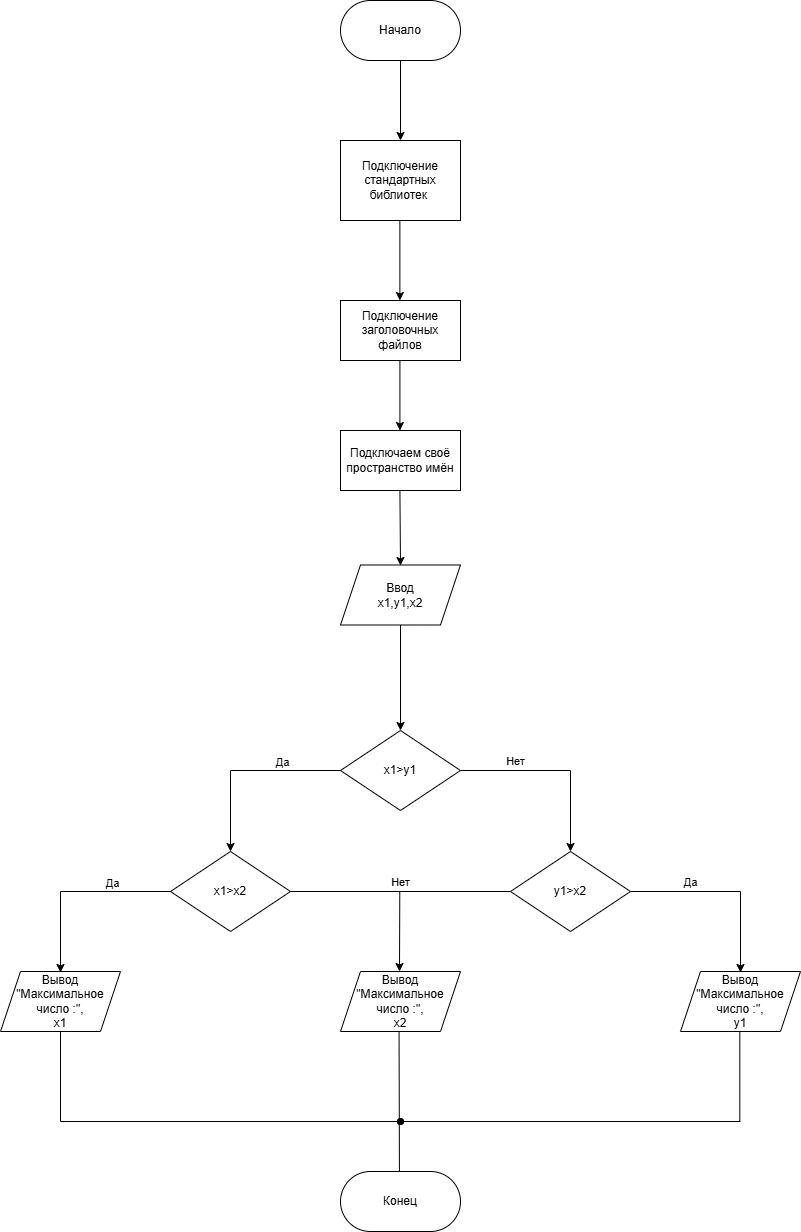 Начало
Подключение
стандартных
библиотек
Подключение
заголовочных
файлов
Подключаем своё
пространство имён
Ввод
x1,y1,x2
x1>y1
Да
Нет
x1>x2
y1>x2
Да
Нет
Да
Вывод
"Максимальное
число :",
x1
Вывод
"Максимальное
число :",
x2
Вывод
"Максимальное
число :",
y1
Конец